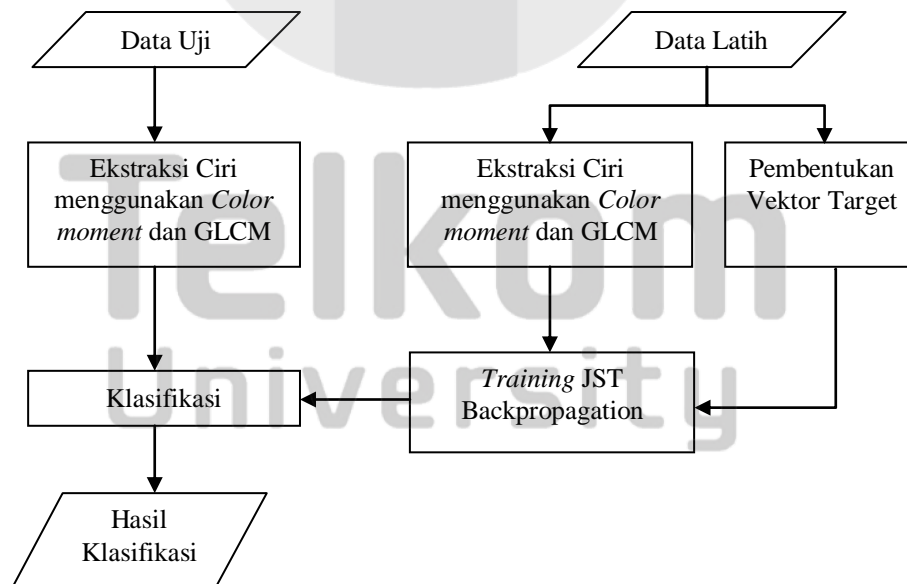 Data Uji
Data Latih
Ekstraksi Ciri
menggunakan Color
moment dan GLCM
Ekstraksi Ciri
menggunakan Color
moment dan GLCM
Pembentukan
Vektor Target
Telkom
University
Klasifikasi
Training JST
Backpropagation
Hasil
Klasifikasi